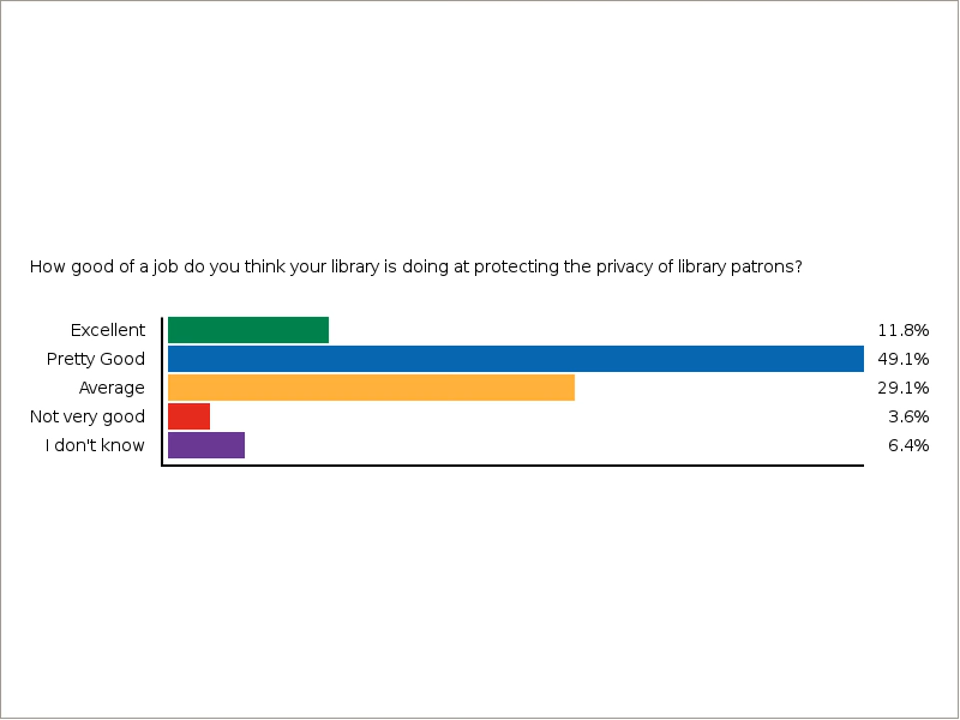 How good of a job do you think your library is doing at protecting the privacy of library patrons?
Excellent 11.8%
Pretty Good 49.1%
Average 29.1%
Not very good 3.6%
I don't know 6.4%